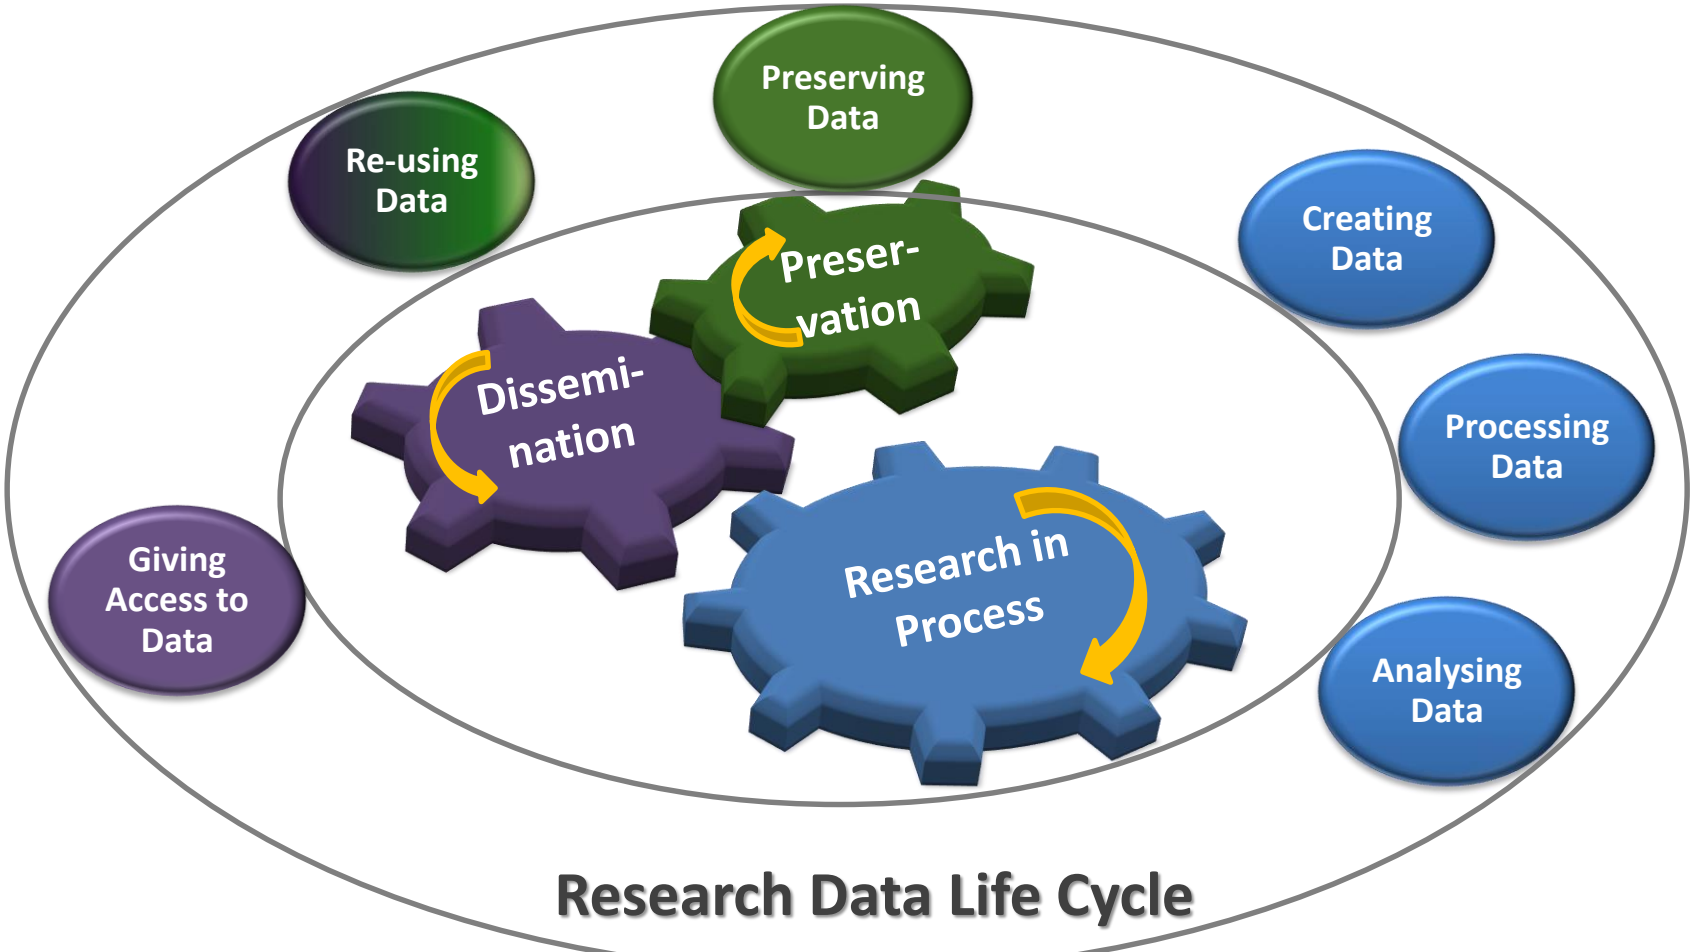 Preserving
Data
Re-using
Data
Creating
Data
Preser-
vation
Dissemi-
nation
Processing
Data
Research in
Process
Giving
Access to
Data
Analysing
Data
Research Data Life Cycle